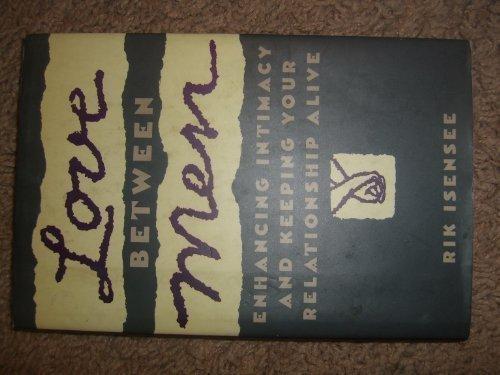 Love
BETWEEN
Men
ENHANCING INTIMACY
AND KEEPING YOUR
RELATIONSHIP ALIVE
RIK ISENSEE